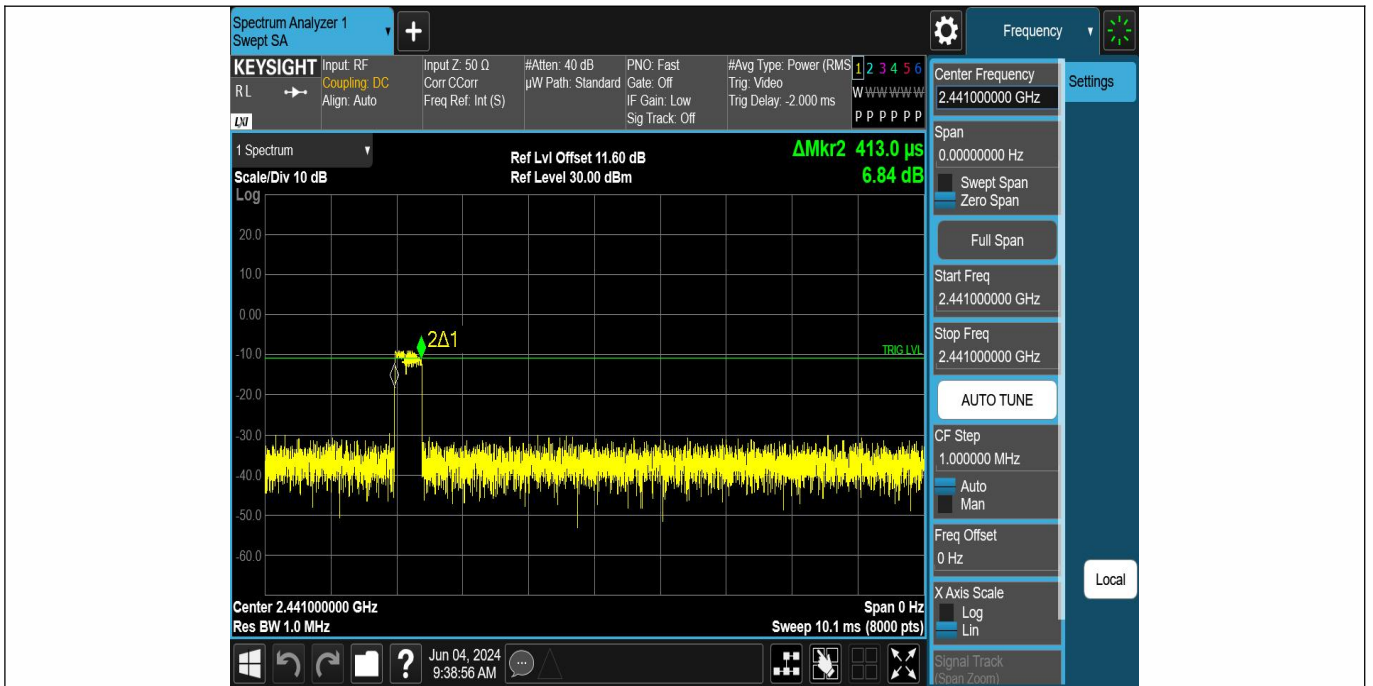 Spectrum Analyzer 1
Swept SA
+
Frequency
KEYSIGHT
RL
LXI
Input: RF
Coupling: DC
Align: Auto
Input Z: 50 Ω
Corr CCorr
Freq Ref: Int (S)
#Atten: 40 dB
µW Path: Standard
PNO: Fast
Gate: Off
IF Gain: Low
Sig Track: Off
#Avg Type: Power (RMS
Trig: Video
Trig Delay: -2.000 ms
1 2 3 4 5 6
W W W W W W
P P P P P P
1 Spectrum
Scale/Div 10 dB
Log
Ref Lvl Offset 11.60 dB
Ref Level 30.00 dBm
ΔMkr2 413.0 µs
6.84 dB
20.0
10.0
0.00
-10.0
-20.0
-30.0
-40.0
-50.0
-60.0
2Δ1
TRIG LVL
Center 2.441000000 GHz
Res BW 1.0 MHz
Span 0 Hz
Sweep 10.1 ms (8000 pts)
?
Jun 04, 2024
9:38:56 AM
Center Frequency
2.441000000 GHz
Settings
Span
0.00000000 Hz
Swept Span
Zero Span
Full Span
Start Freq
2.441000000 GHz
Stop Freq
2.441000000 GHz
AUTO TUNE
CF Step
1.000000 MHz
Auto
Man
Freq Offset
0 Hz
X Axis Scale
Log
Lin
Local
Signal Track
(Span Zoom)